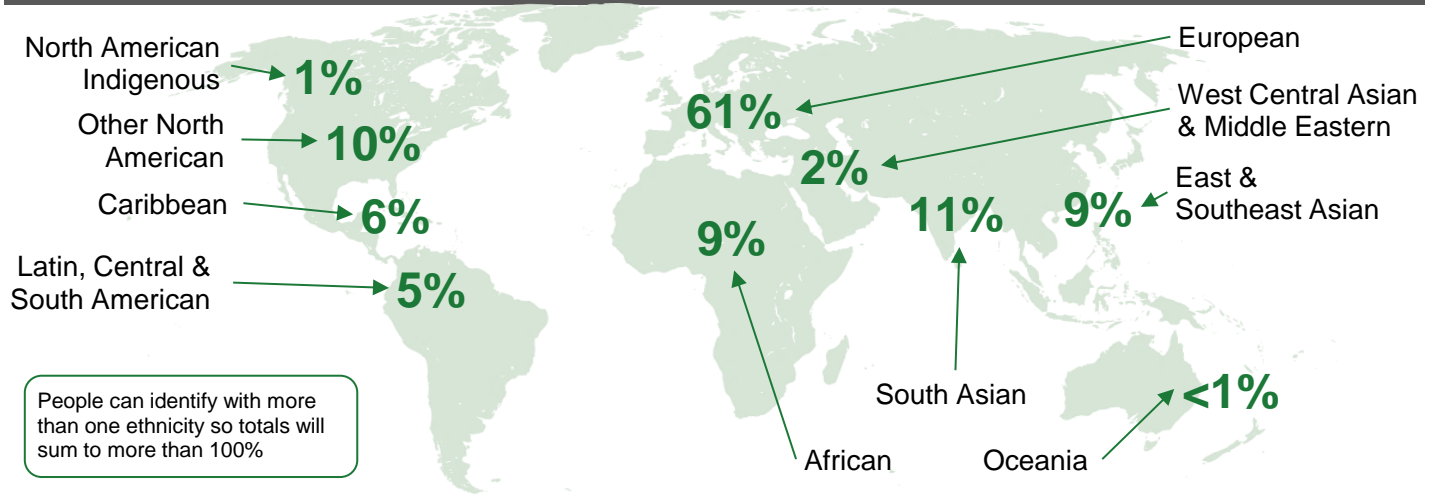 North American
Indigenous
1%
Other North
American
10%
Caribbean
6%
Latin, Central &
South American
5%
European
61%
West Central Asian
& Middle Eastern
2%
East &
Southeast Asian
9%
11%
South Asian
9%
African
<1%
Oceania
People can identify with more
than one ethnicity so totals will
sum to more than 100%